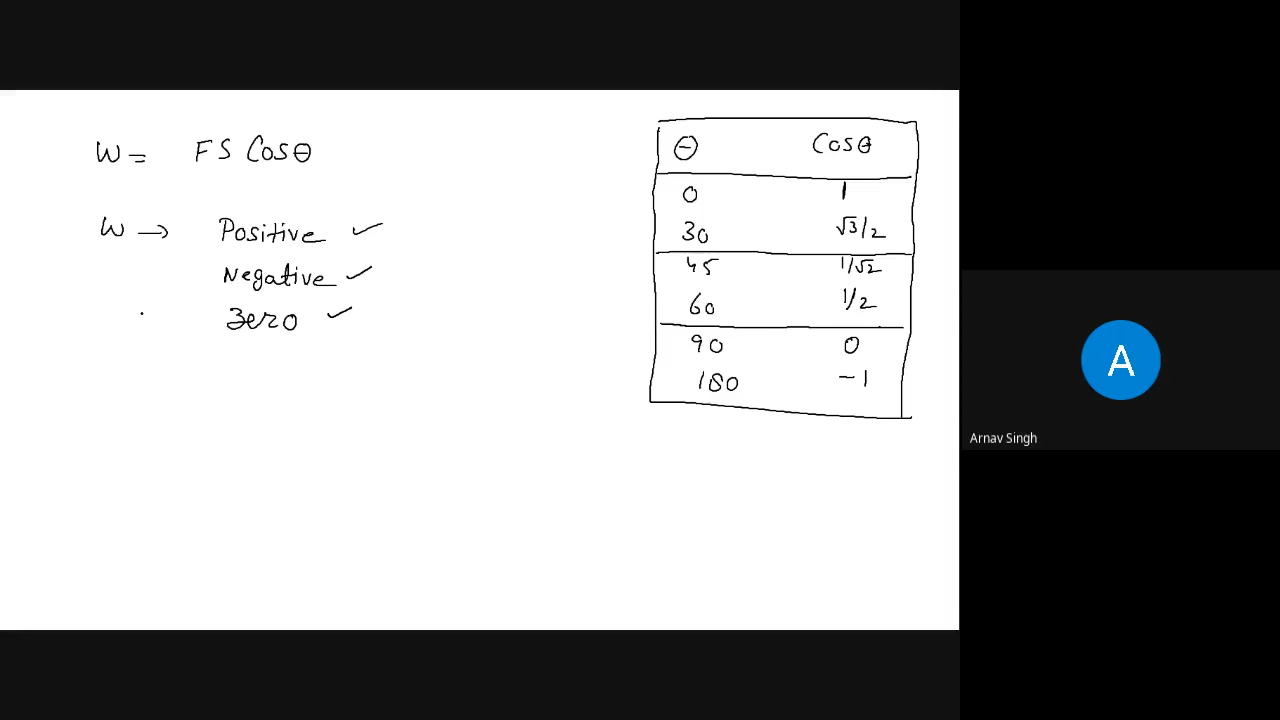 W = FS Cosθ
W → Positive ✓
Negative ✓
Zero ✓
θ Cosθ
0 1
30 √3/2
45 1/√2
60 1/2
90 0
180 -1
A
Arnav Singh